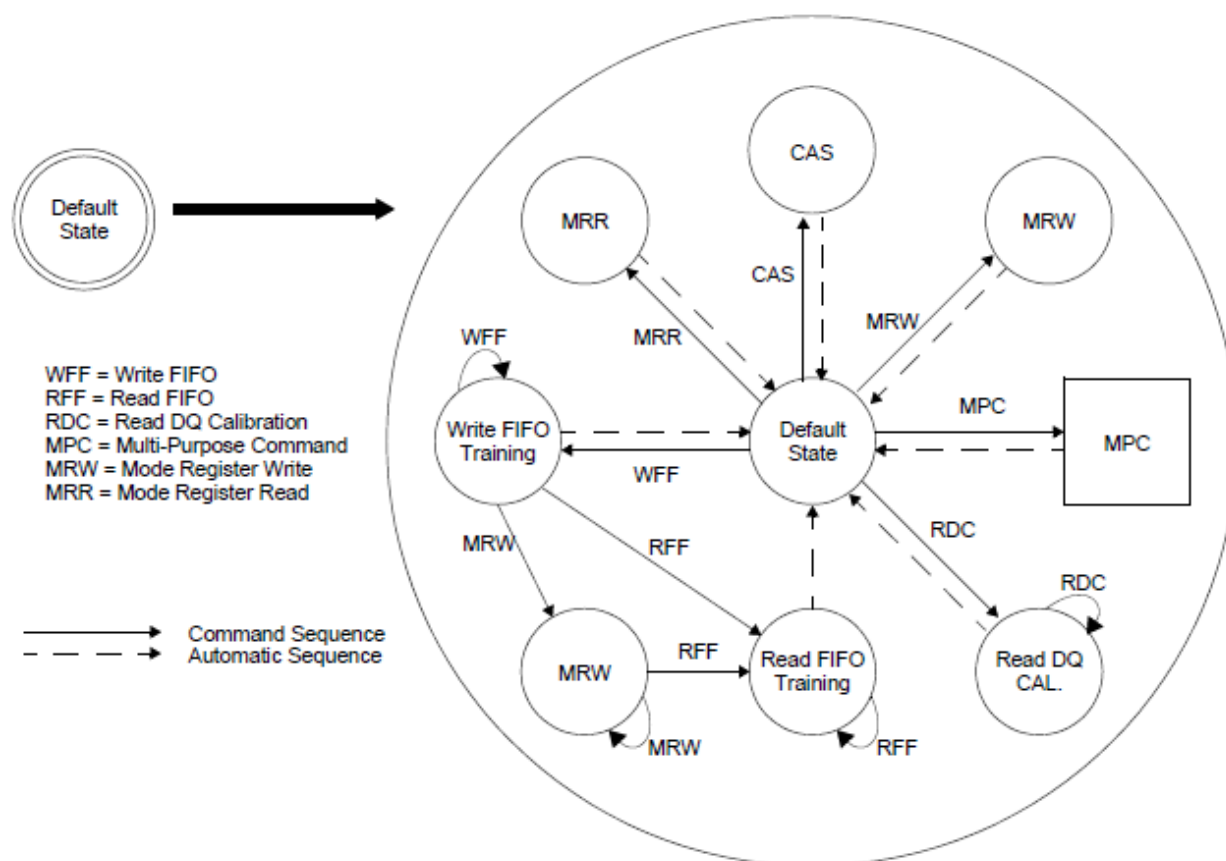 Default
State
WFF = Write FIFO
RFF = Read FIFO
RDC = Read DQ Calibration
MPC = Multi-Purpose Command
MRW = Mode Register Write
MRR = Mode Register Read
Command Sequence
Automatic Sequence
CAS
MRR
MRW
CAS
MRR
MRW
WFF
Write FIFO
Training
Default
State
MPC
MPC
WFF
MRW
RFF
RDC
RDC
MRW
RFF
Read FIFO
Training
Read DQ
CAL.
MRW
RFF